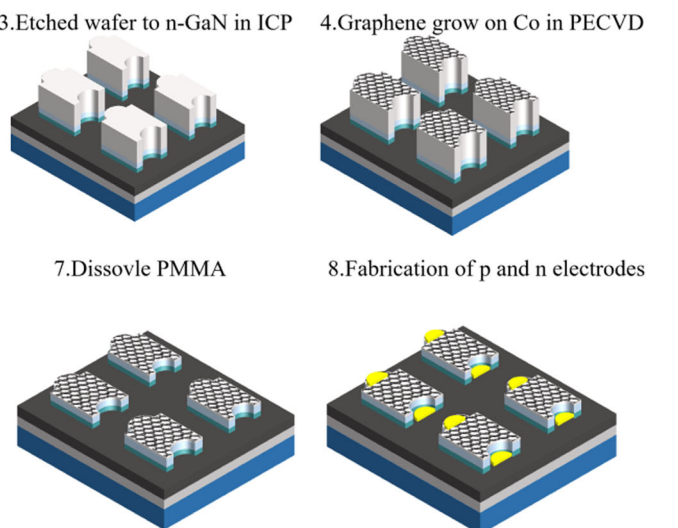 3.Etched wafer to n-GaN in ICP
4.Graphene grow on Co in PECVD
7.Dissovle PMMA
8.Fabrication of p and n electrodes